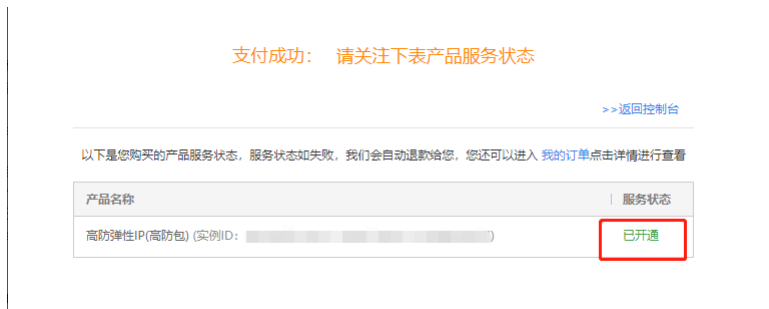 支付成功： 请关注下表产品服务状态
>>返回控制台
以下是您购买的产品服务状态，服务状态如失败，我们会自动退款给您，您还可以进入 我的订单点击详情进行查看
产品名称 服务状态
高防弹性IP(高防包) (实例ID: ) 已开通